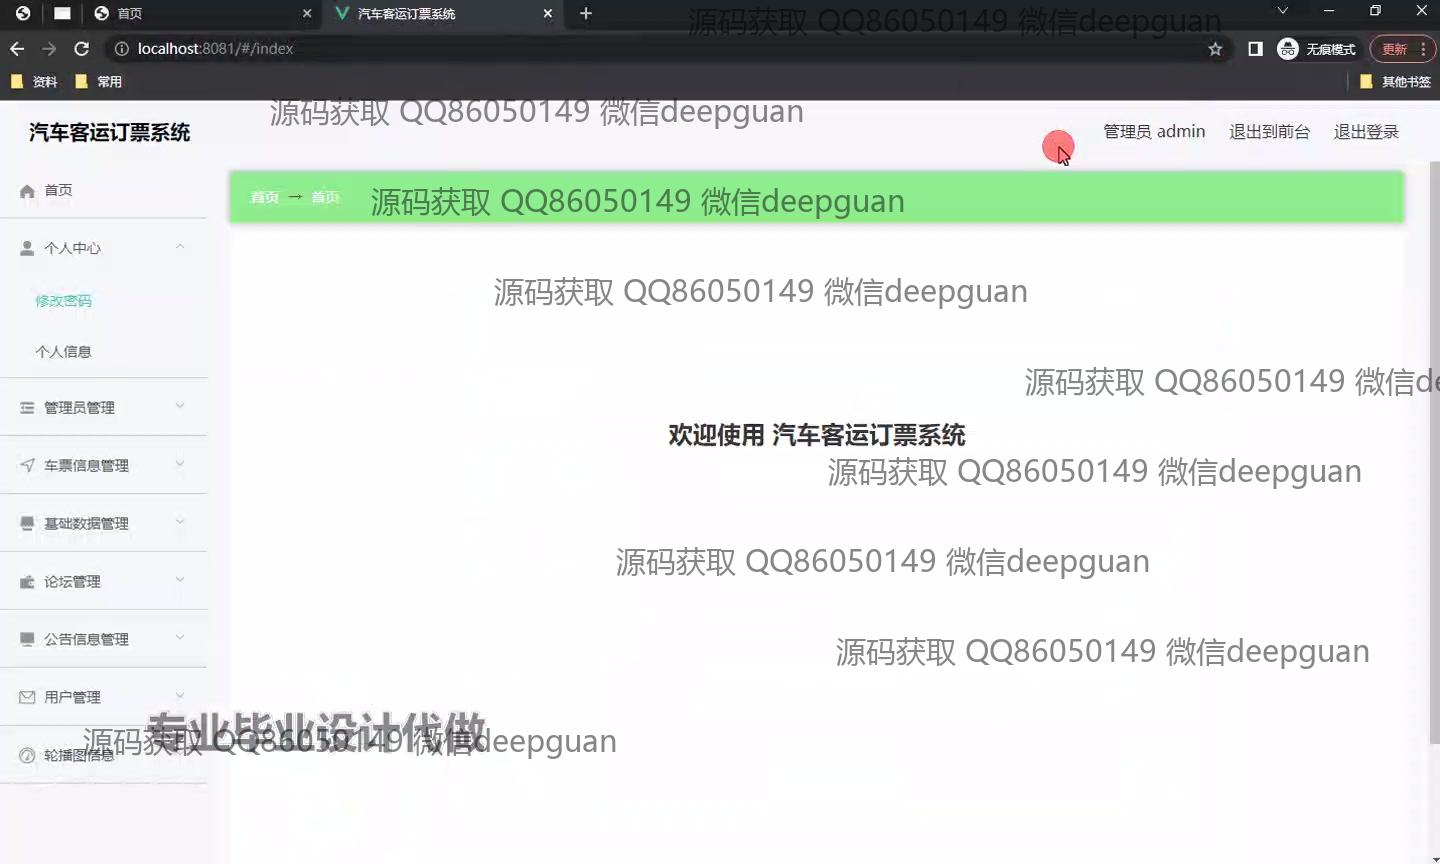 首页
汽车客运订票系统
源码获取 QQ86050149 微信deepguan
localhost:8081/#/index
无痕模式
更新
资料
常用
其他书签
源码获取 QQ86050149 微信deepguan
汽车客运订票系统
管理员 admin
退出到前台
退出登录
首页
首页 → 首页
源码获取 QQ86050149 微信deepguan
个人中心
源码获取 QQ86050149 微信deepguan
修改密码
个人信息
源码获取 QQ86050149 微信de
管理员管理
欢迎使用 汽车客运订票系统
车票信息管理
源码获取 QQ86050149 微信deepguan
基础数据管理
源码获取 QQ86050149 微信deepguan
论坛管理
公告信息管理
源码获取 QQ86050149 微信deepguan
用户管理
专业毕业设计代做
源码获取 QQ86050149 微信deepguan
轮播图信息